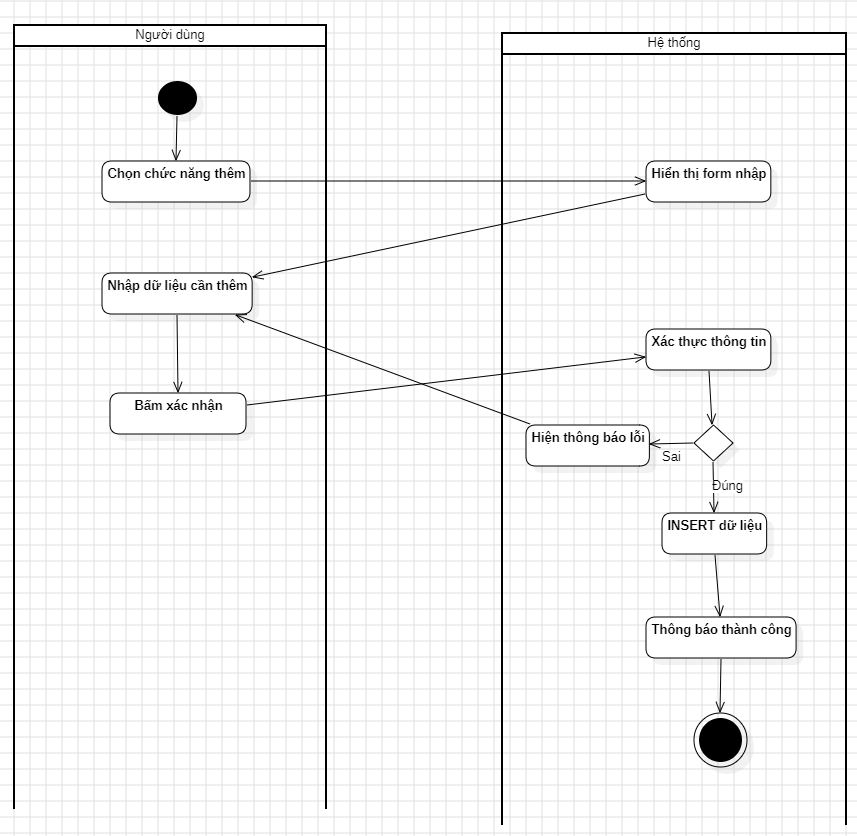 Người dùng
Hệ thống
Chọn chức năng thêm
Hiển thị form nhập
Nhập dữ liệu cần thêm
Xác thực thông tin
Bấm xác nhận
Hiện thông báo lỗi
Sai
Đúng
INSERT dữ liệu
Thông báo thành công